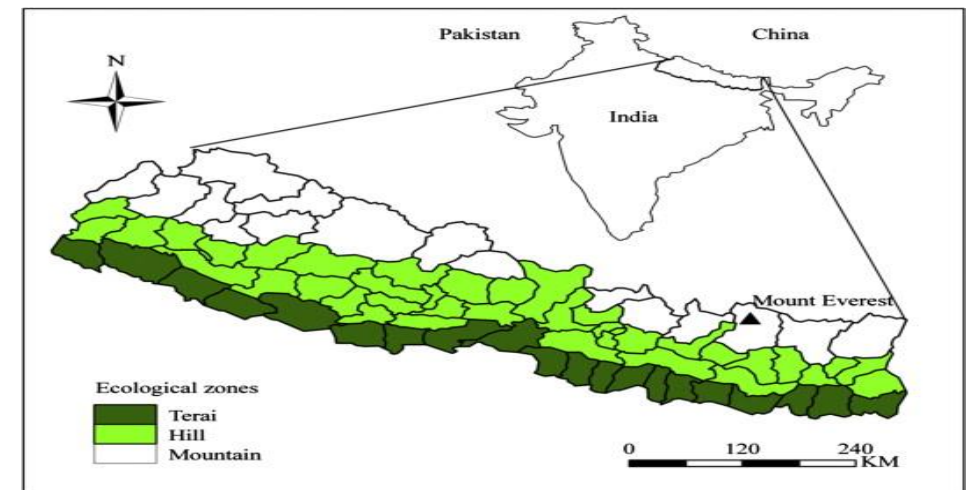 Pakistan
China
N
India
Mount Everest
Ecological zones
Terai
Hill
Mountain
0 120 240
KM